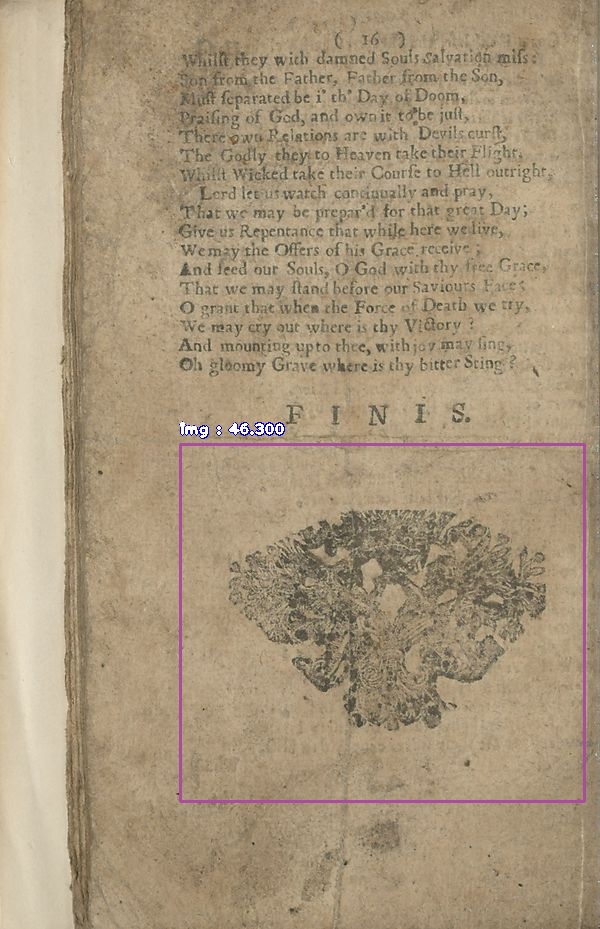 ( 16 )
Whilſt they with damned Souls Salvation miſs:
Son from the Father, Father from the Son,
Muſt ſeparated be i' th' Day of Doom,
Praiſing of God, and own it to be juſt,
There own Relations are with Devils curſt,
The Godly they to Heaven take their Flight,
Whilſt Wicked take their Courſe to Hell outright,
Lord let us watch continually and pray,
That we may be prepar'd for that great Day;
Give us Repentance that while here we live,
We may the Offers of his Grace receive;
And feed our Souls, O God with thy free Grace,
That we may ſtand before our Saviours Face;
O grant that when the Force of Death we try,
We may cry out where is thy Victory ?
And mounting up to thee, with joy may ſing,
Oh gloomy Grave where is thy bitter Sting ?
FINIS.
Img : 46.300